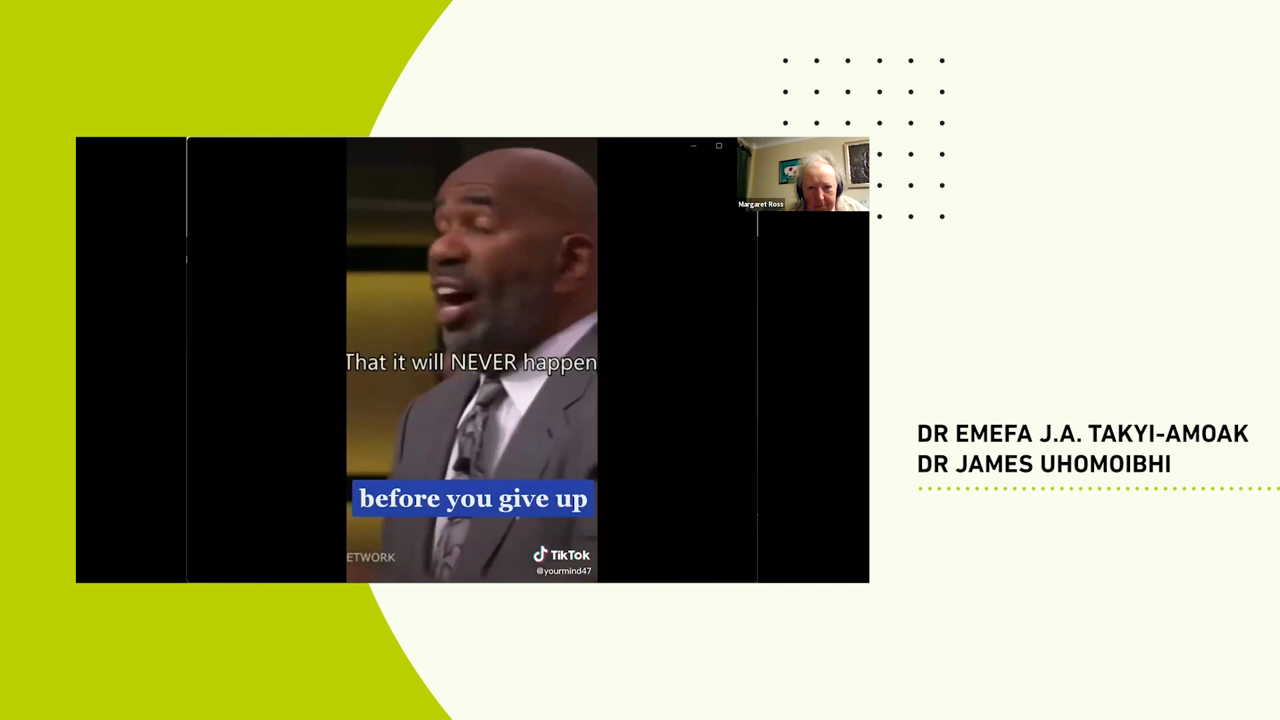 Margaret Ross
That it will NEVER happen
before you give up
ETWORK
TikTok
@yourmind47
DR EMEFA J.A. TAKYI-AMOAK
DR JAMES UHOMOIBHI